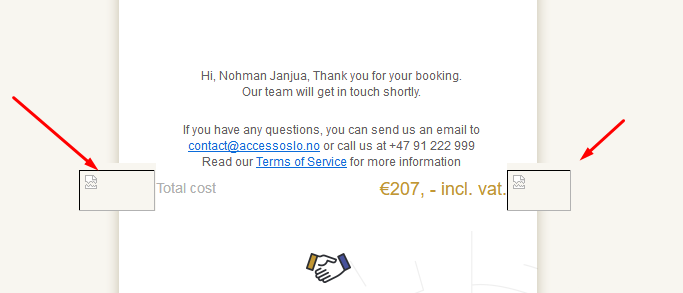 Hi, Nohman Janjua, Thank you for your booking.
Our team will get in touch shortly.
If you have any questions, you can send us an email to
contact@accessoslo.no or call us at +47 91 222 999
Read our Terms of Service for more information
Total cost €207, - incl. vat.